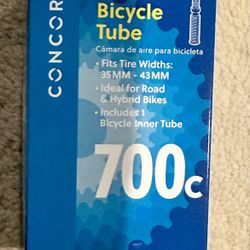 CONCOR
Bicycle
Tube
Cámara de aire para bicicleta
• Fits Tire Widths:
35MM - 43MM
• Ideal for Road
& Hybrid Bikes
• Includes 1
Bicycle Inner Tube
700c